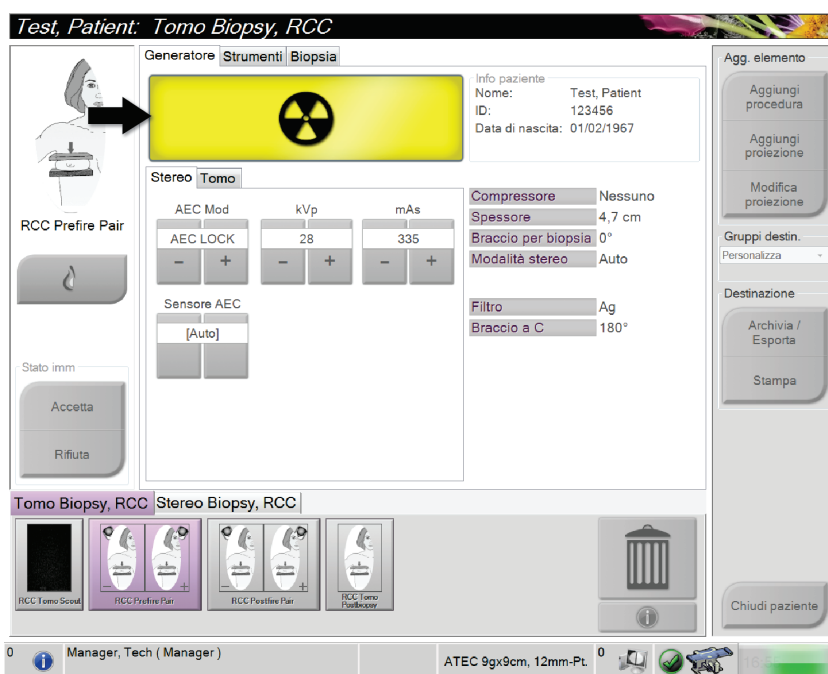 Test, Patient: Tomo Biopsy, RCC
Generatore Strumenti Biopsia
Info paziente
Nome: Test, Patient
ID: 123456
Data di nascita: 01/02/1967
RCC Prefire Pair
Stato imm
Accetta
Rifiuta
Stereo Tomo
AEC Mod kVp mAs
AEC LOCK 28 335
- + - + - +
Sensore AEC
[Auto]
Compressore Nessuno
Spessore 4,7 cm
Braccio per biopsia 0°
Modalità stereo Auto
Filtro Ag
Braccio a C 180°
Agg. elemento
Aggiungi
procedura
Aggiungi
proiezione
Modifica
proiezione
Gruppi destin.
Personalizza
Destinazione
Archivia /
Esporta
Stampa
Chiudi paziente
Tomo Biopsy, RCC Stereo Biopsy, RCC
RCC Tomo Scout
- +
RCC Prefire Pair
- +
RCC Postfire Pair
RCC Tomo
Postbiopsy
0 Manager, Tech ( Manager ) ATEC 9gx9cm, 12mm-Pt. 0